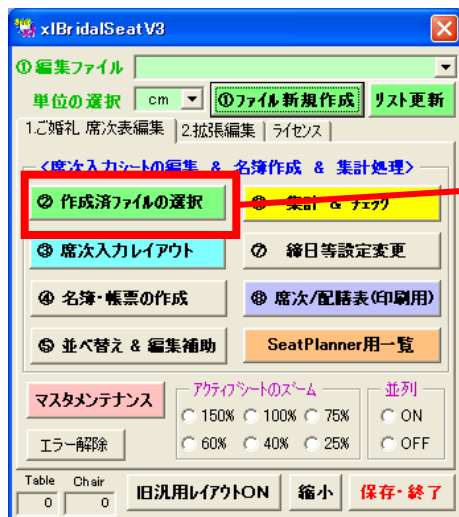 xlBridalSeatV3
①編集ファイル
単位の選択 cm ①ファイル新規作成 リスト更新
1.ご婚礼 席次表編集 2.拡張編集 ライセンス
<席次入力シートの編集 & 名簿作成 & 集計処理>
② 作成済ファイルの選択 ⑥ 集計 & チェック
③ 席次入力レイアウト ⑦ 締日等設定変更
④ 名簿・帳票の作成 ⑧ 席次/配膳表(印刷用)
⑤ 並べ替え & 編集補助 SeatPlanner用一覧
マスタメンテナンス アクティブシートのズーム 並列
150% 100% 75% ON
エラー解除 60% 40% 25% OFF
Table Chair
0 0 旧汎用レイアウトON 縮小 保存・終了